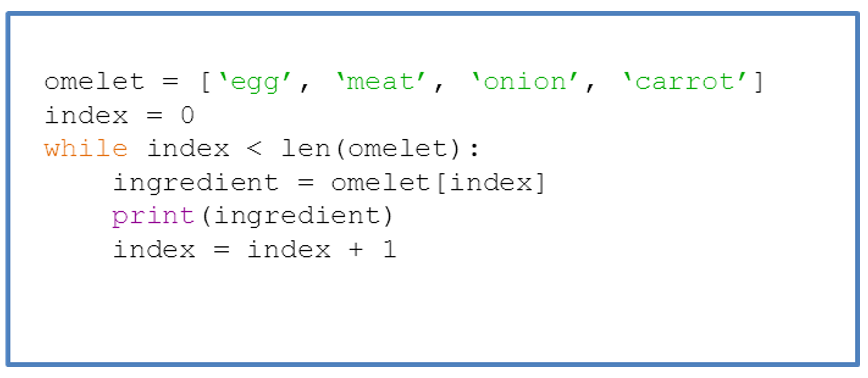 omelet = [‘egg’, ‘meat’, ‘onion’, ‘carrot’]
index = 0
while index < len(omelet):
    ingredient = omelet[index]
    print(ingredient)
    index = index + 1